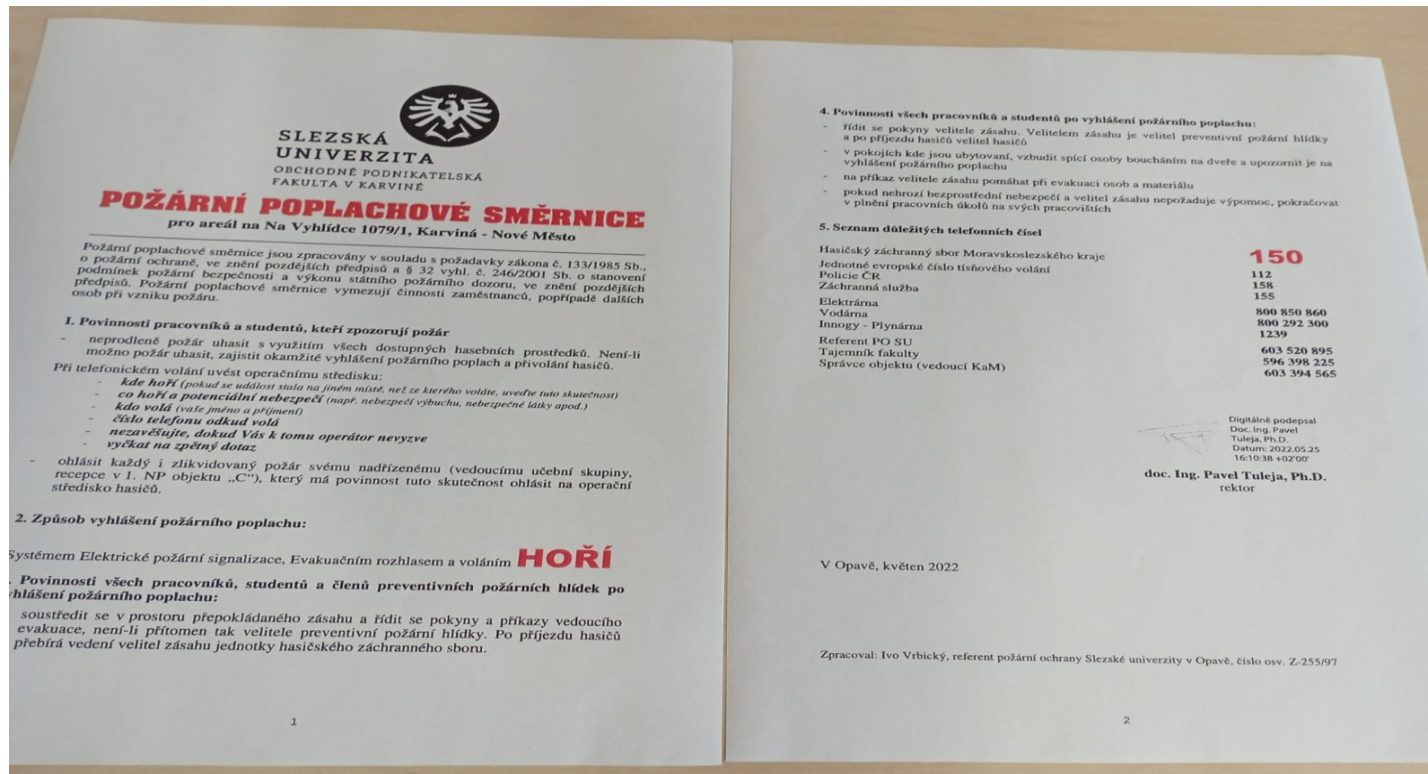 SLEZSKÁ
UNIVERZITA
OBCHODNĚ PODNIKATELSKÁ
FAKULTA V KARVINÉ
POŽÁRNÍ POPLACHOVÉ SMĚRNICE
pro areál na Na Vyhlídce 1079/1, Karviná - Nové Město
Požární poplachové směrnice jsou zpracovány v souladu s požadavky zákona č. 133/1985 Sb.,
o požární ochraně, ve znění pozdějších předpisů a § 32 vyhl. č. 246/2001 Sb. o stanovení
podmínek požární bezpečnosti a výkonu státního požárního dozoru, ve znění pozdějších
předpisů. Požární poplachové směrnice vymezují činnosti zaměstnanců, popřípadě dalších
osob při vzniku požáru.
1. Povinnosti pracovníků a studentů, kteří zpozorují požár
- neprodleně požár uhasit s využitím všech dostupných hasebních prostředků. Není-li
možno požár uhasit, zajistit okamžité vyhlášení požárního poplach a přivolání hasičů.
Při telefonickém volání uvést operačnímu středisku:
- kde hoří (pokud se událost stala na jiném místě, než ze kterého voláte, uveďte tuto skutečnost)
- co hoří a potenciální nebezpečí (např. nebezpečí výbuchu, nebezpečné látky apod.)
- kdo volá (vaše jméno a příjmení)
- číslo telefonu odkud volá
- nezavěšujte, dokud Vás k tomu operátor nevyzve
- vyčkat na zpětný dotaz
- ohlásit každý i zlikvidovaný požár svému nadřízenému (vedoucímu učební skupiny,
recepce v 1. NP objektu „C“), který má povinnost tuto skutečnost ohlásit na operační
středisko hasičů.
2. Způsob vyhlášení požárního poplachu:
Systémem Elektrické požární signalizace, Evakuačním rozhlasem a voláním HOŘÍ
. Povinnosti všech pracovníků, studentů a členů preventivních požárních hlídek po
vyhlášení požárního poplachu:
soustředit se v prostoru přepokládaného zásahu a řídit se pokyny a příkazy vedoucího
evakuace, není-li přítomen tak velitele preventivní požární hlídky. Po příjezdu hasičů
přebírá vedení velitel zásahu jednotky hasičského záchranného sboru.
1
4. Povinnosti všech pracovníků a studentů po vyhlášení požárního poplachu:
- řídit se pokyny velitele zásahu. Velitelem zásahu je velitel preventivní požární hlídky
a po příjezdu hasičů velitel hasičů
- v pokojích kde jsou ubytovaní, vzbudit spící osoby boucháním na dveře a upozornit je na
vyhlášení požárního poplachu
- na příkaz velitele zásahu pomáhat při evakuaci osob a materiálu
- pokud nehrozí bezprostřední nebezpečí a velitel zásahu nepožaduje výpomoc, pokračovat
v plnění pracovních úkolů na svých pracovištích
5. Seznam důležitých telefonních čísel
Hasičský záchranný sbor Moravskoslezského kraje 150
Jednotné evropské číslo tísňového volání 112
Policie ČR 158
Záchranná služba 155
Elektrárna 800 850 860
Vodárna 800 292 300
Innogy - Plynárna 1239
Referent PO SU 603 520 895
Tajemník fakulty 596 398 225
Správce objektu (vedoucí KaM) 603 394 565
Digitálně podepsal
Doc. Ing. Pavel
Tuleja, Ph.D.
Datum: 2022.05.25
16:10:38 +02'00'
doc. Ing. Pavel Tuleja, Ph.D.
rektor
V Opavě, květen 2022
Zpracoval: Ivo Vrbický, referent požární ochrany Slezské univerzity v Opavě, číslo osv. Z-255/97
2